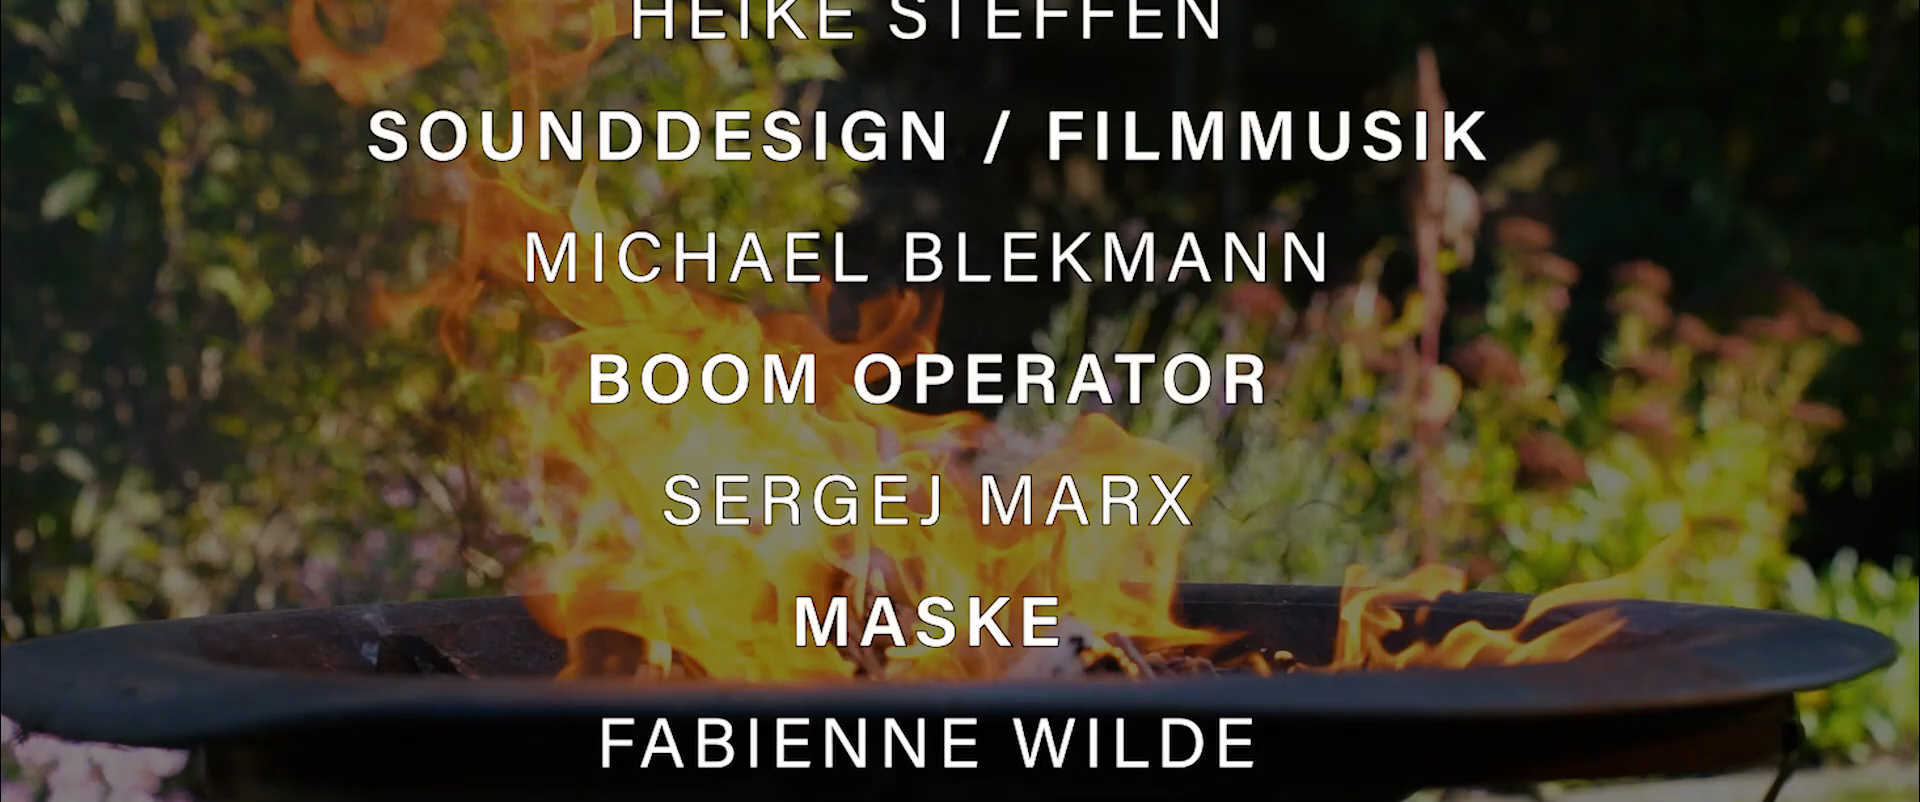 HEIKE STEFFEN
SOUNDDESIGN / FILMMUSIK
MICHAEL BLEKMANN
BOOM OPERATOR
SERGEJ MARX
MASKE
FABIENNE WILDE